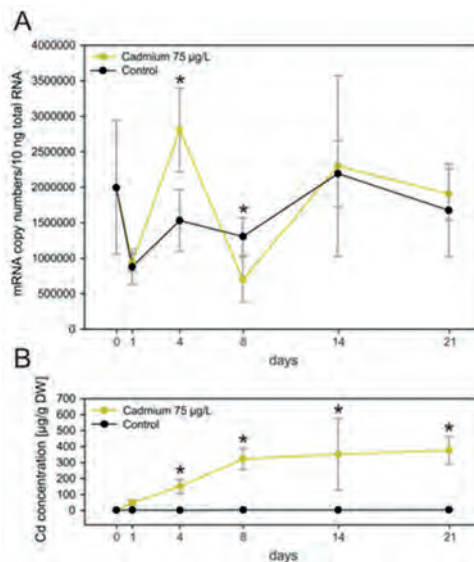 A
4000000
Cadmium 75 µg/L
Control
3500000
3000000
2500000
2000000
1500000
1000000
500000
0
mRNA copy numbers/10 ng total RNA
*
*
0 1 4 8 14 21
days
B
700
Cadmium 75 µg/L
Control
600
500
400
300
200
100
0
Cd concentration [µg/g DW]
* * * *
0 1 4 8 14 21
days